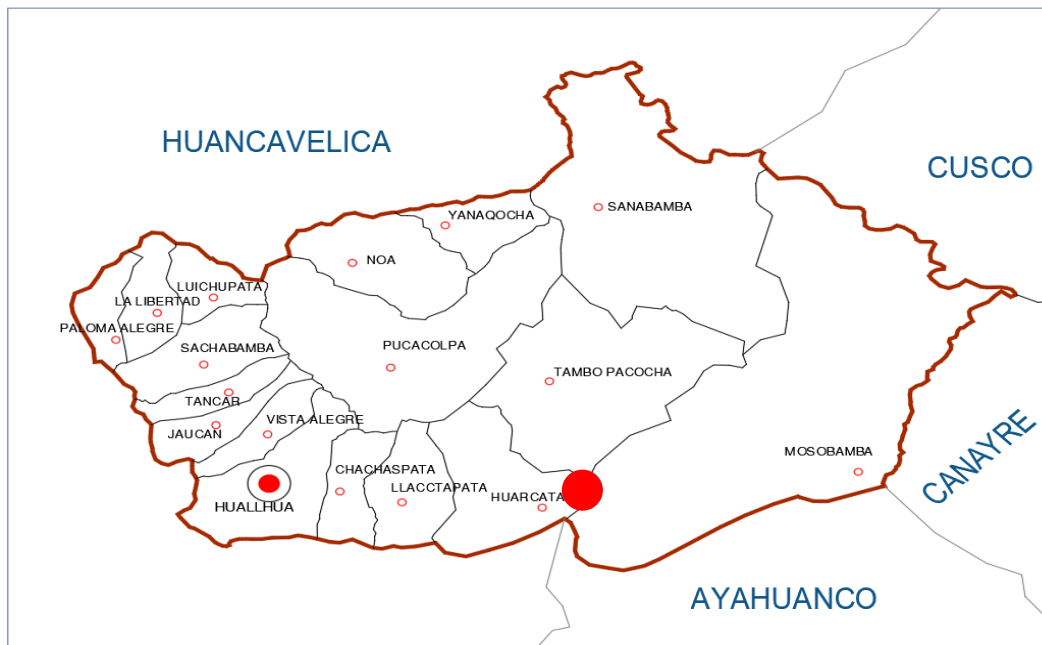 HUANCAVELICA
CUSCO
SANABAMBA
YANAQOCHA
NOA
LUICHUPATA
LA LIBERTAD
PALOMA ALEGRE
SACHABAMBA
PUCACOLPA
TAMBO PACOCHA
TANCAR
JAUCAN
VISTA ALEGRE
MOSOBAMBA
CANAYRE
CHACHASPATA
LLACCTAPATA
HUARCATA
HUALLHUA
AYAHUANCO